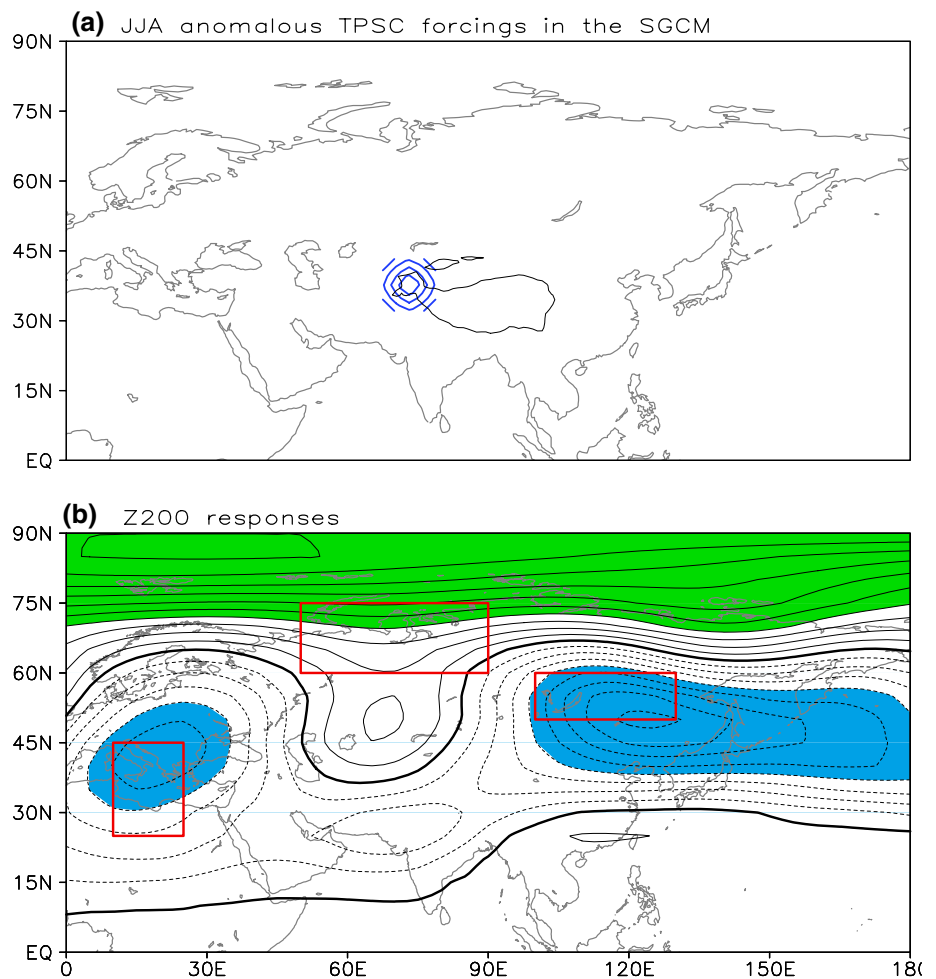 (a) JJA anomalous TPSC forcings in the SGCM
90N
75N
60N
45N
30N
15N
EQ
(b) Z200 responses
90N
75N
60N
45N
30N
15N
EQ
0 30E 60E 90E 120E 150E 180